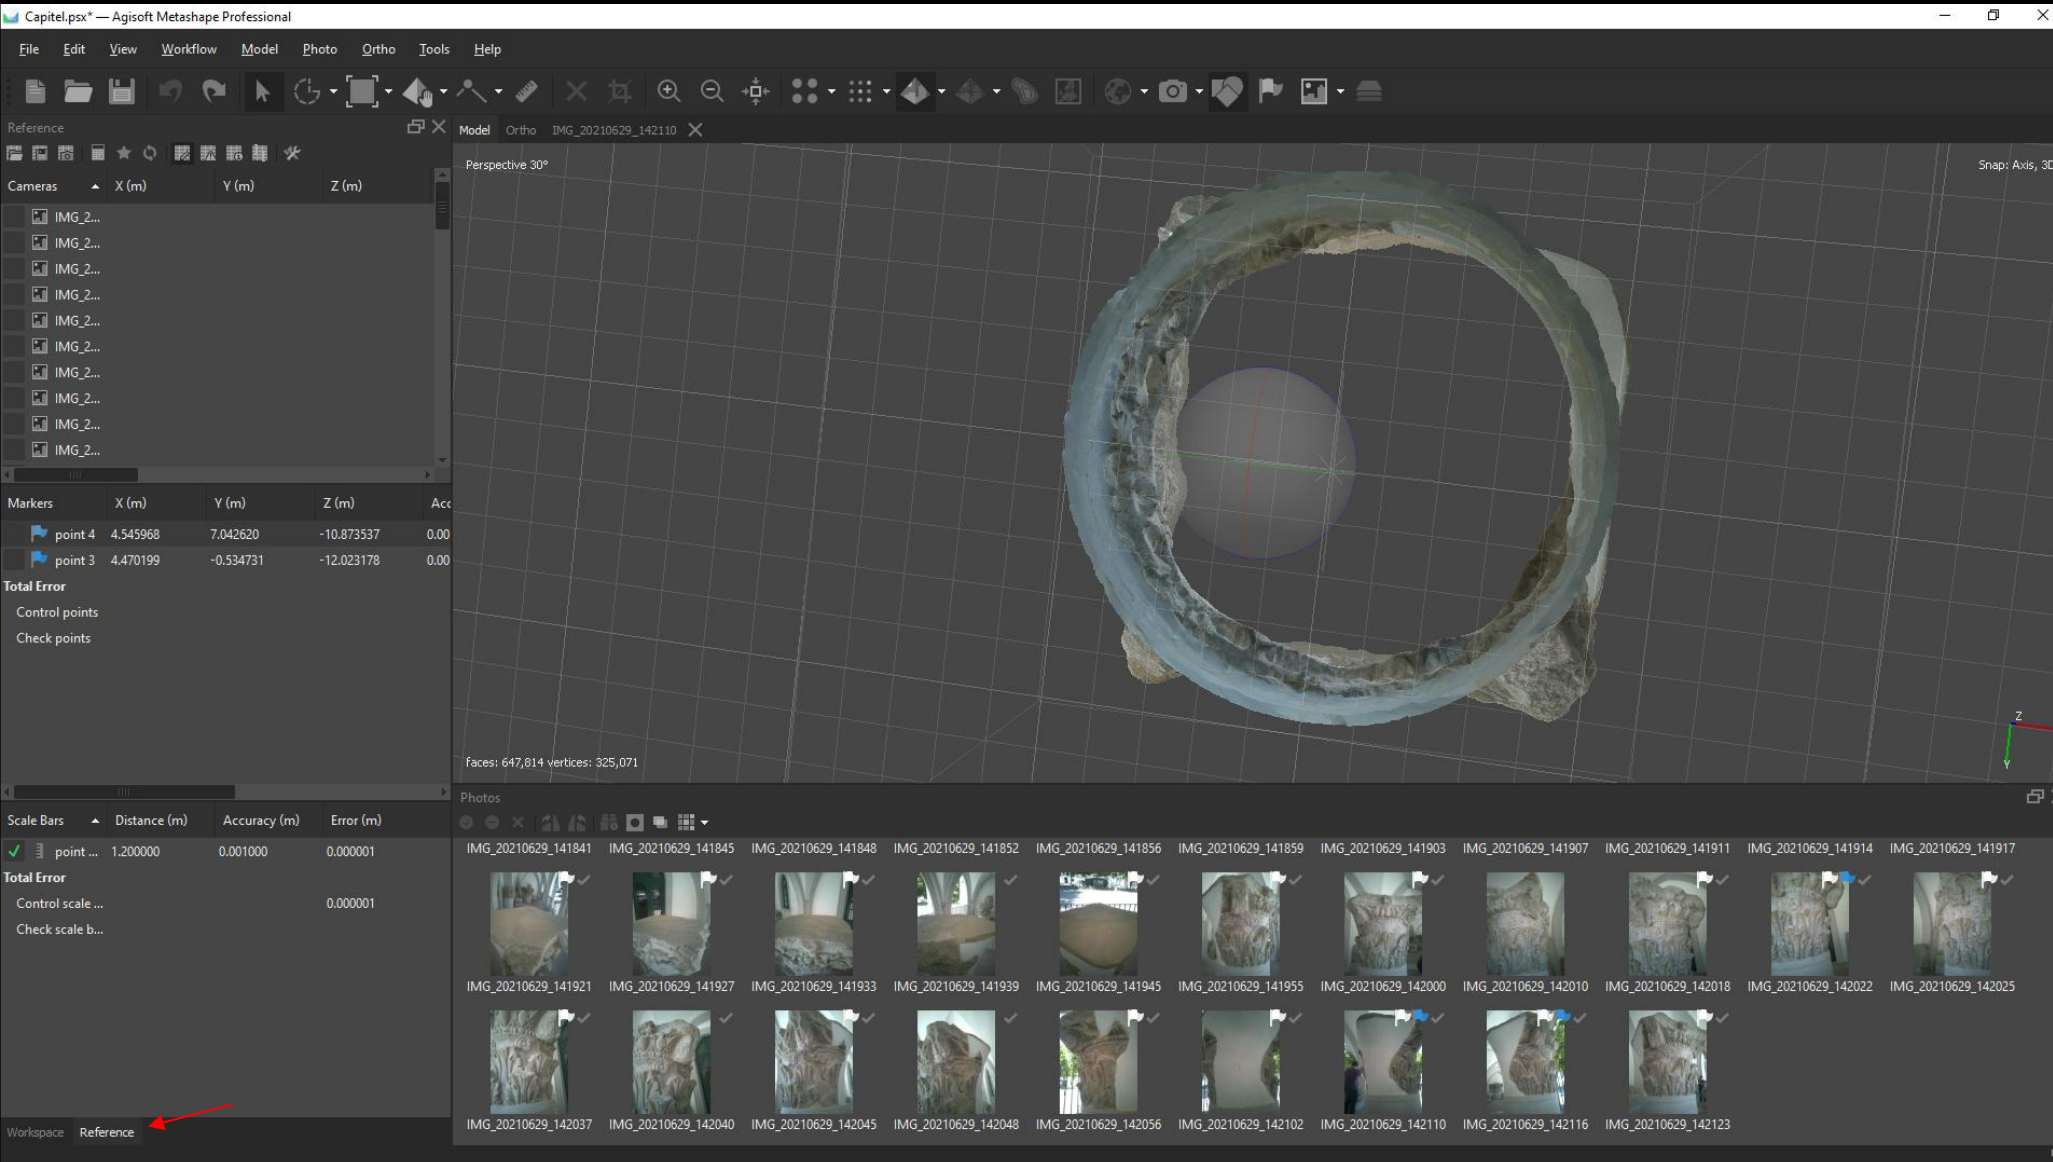 Capitel.psx* — Agisoft Metashape Professional
File Edit View Workflow Model Photo Ortho Tools Help
Reference
Cameras X (m) Y (m) Z (m)
IMG_2...
IMG_2...
IMG_2...
IMG_2...
IMG_2...
IMG_2...
IMG_2...
IMG_2...
IMG_2...
IMG_2...
Markers X (m) Y (m) Z (m) Acc
point 4 4.545968 7.042620 -10.873537 0.00
point 3 4.470199 -0.534731 -12.023178 0.00
Total Error
Control points
Check points
Scale Bars Distance (m) Accuracy (m) Error (m)
point ... 1.200000 0.001000 0.000001
Total Error
Control scale ... 0.000001
Check scale b...
Workspace Reference
Model Ortho IMG_20210629_142110
Perspective 30°
Snap: Axis, 3D
Z
Y
faces: 647,814 vertices: 325,071
Photos
IMG_20210629_141841 IMG_20210629_141845 IMG_20210629_141848 IMG_20210629_141852 IMG_20210629_141856 IMG_20210629_141859 IMG_20210629_141903 IMG_20210629_141907 IMG_20210629_141911 IMG_20210629_141914 IMG_20210629_141917
IMG_20210629_141921 IMG_20210629_141927 IMG_20210629_141933 IMG_20210629_141939 IMG_20210629_141945 IMG_20210629_141955 IMG_20210629_142000 IMG_20210629_142010 IMG_20210629_142018 IMG_20210629_142022 IMG_20210629_142025
IMG_20210629_142037 IMG_20210629_142040 IMG_20210629_142045 IMG_20210629_142048 IMG_20210629_142056 IMG_20210629_142102 IMG_20210629_142110 IMG_20210629_142116 IMG_20210629_142123